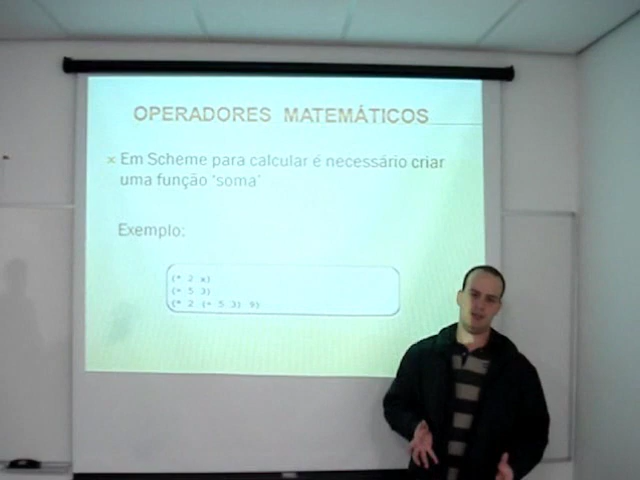 OPERADORES MATEMÁTICOS
Em Scheme para calcular é necessário criar
uma função 'soma'
Exemplo:
(* 2 x)
(+ 5 3)
(* 2 (+ 5 3) 9)